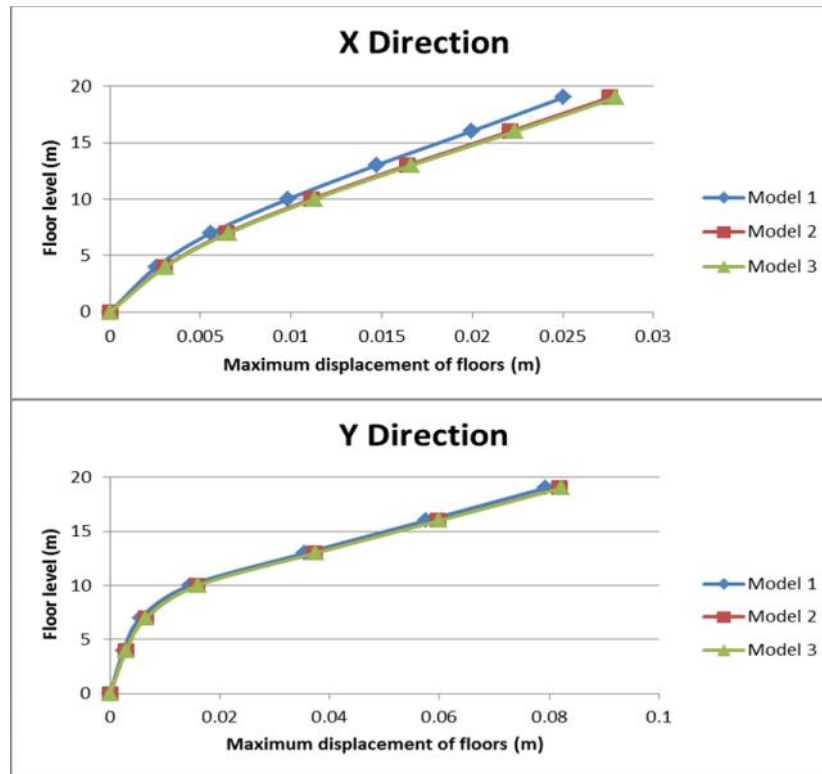 X Direction
Floor level (m)
20
15
10
5
0
0 0.005 0.01 0.015 0.02 0.025 0.03
Maximum displacement of floors (m)
Model 1
Model 2
Model 3
Y Direction
Floor level (m)
20
15
10
5
0
0 0.02 0.04 0.06 0.08 0.1
Maximum displacement of floors (m)
Model 1
Model 2
Model 3